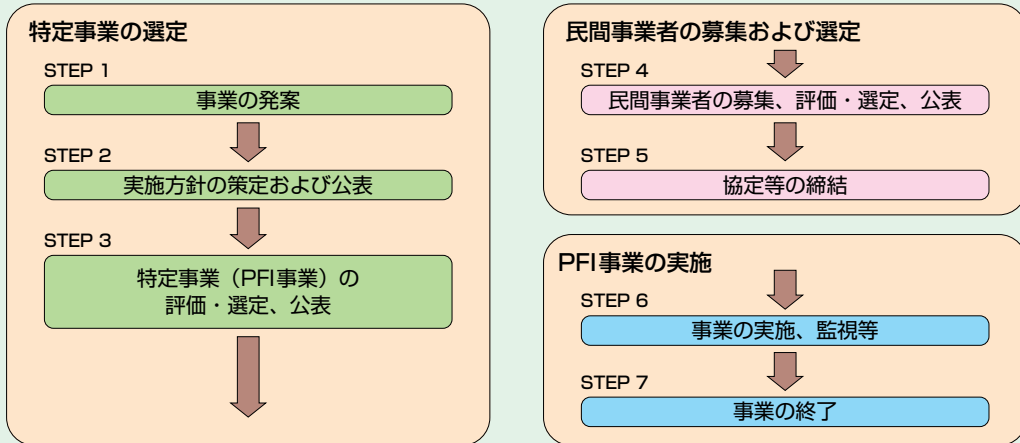 特定事業の選定
STEP 1
事業の発案
STEP 2
実施方針の策定および公表
STEP 3
特定事業（PFI事業）の
評価・選定、公表
民間事業者の募集および選定
STEP 4
民間事業者の募集、評価・選定、公表
STEP 5
協定等の締結
PFI事業の実施
STEP 6
事業の実施、監視等
STEP 7
事業の終了